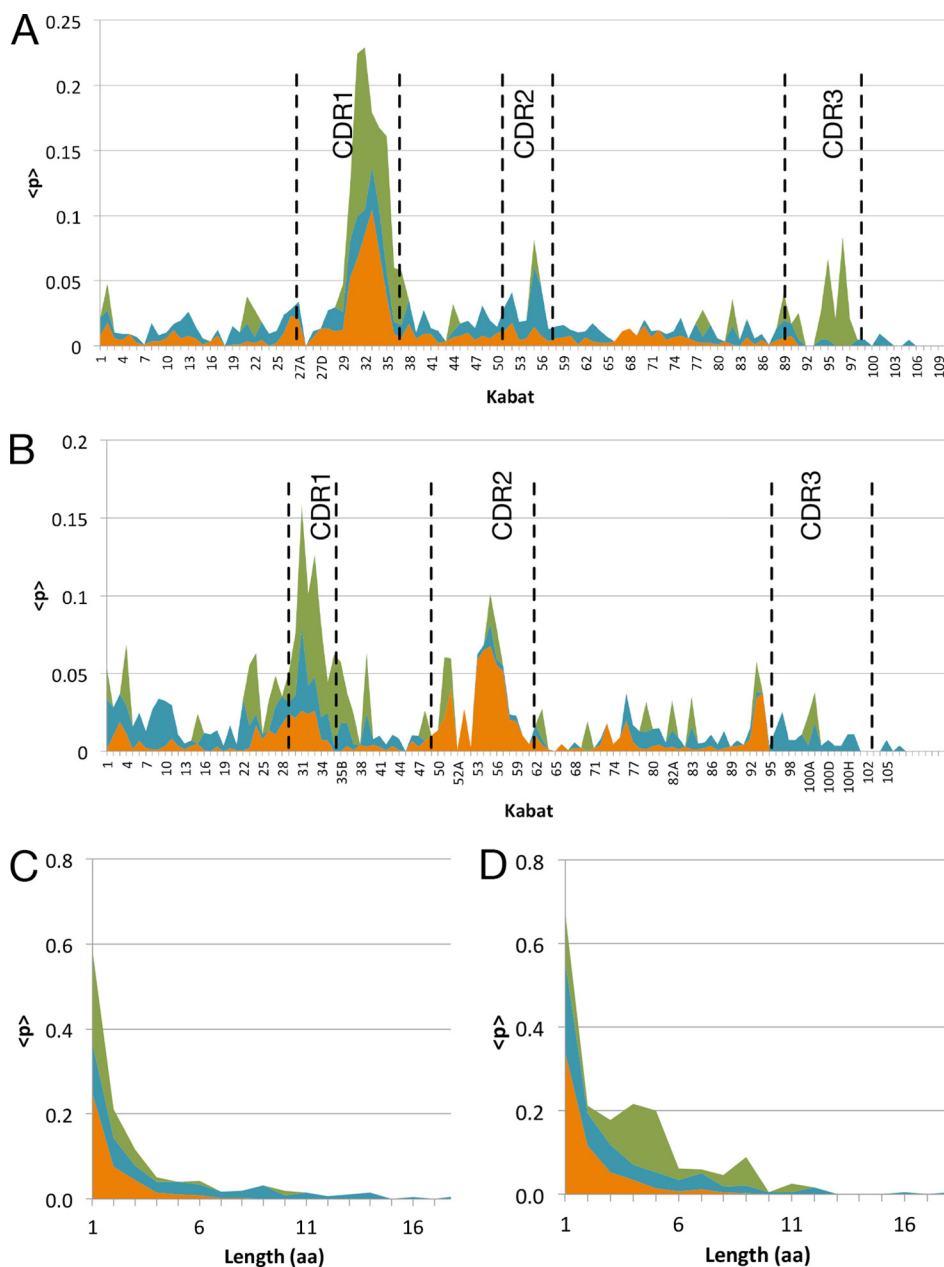 A
0.25
0.2
0.15
0.1
0.05
0
<p>
CDR1
CDR2
CDR3
1 4 7 10 13 16 19 22 25 27A 27D 29 32 35 38 41 44 47 50 53 56 59 62 65 68 71 74 77 80 83 86 89 92 95 97 100 103 106 109
Kabat
B
0.2
0.15
0.1
0.05
0
<p>
CDR1
CDR2
CDR3
1 4 7 10 13 16 19 22 25 28 31 34 35B 38 41 44 47 50 52A 53 56 59 62 65 68 71 74 77 80 82A 83 86 89 92 95 98 100A 100D 100H 102 105
Kabat
C
0.8
0.6
0.4
0.2
0.0
<p>
1 6 11 16
Length (aa)
D
0.8
0.6
0.4
0.2
0.0
<p>
1 6 11 16
Length (aa)